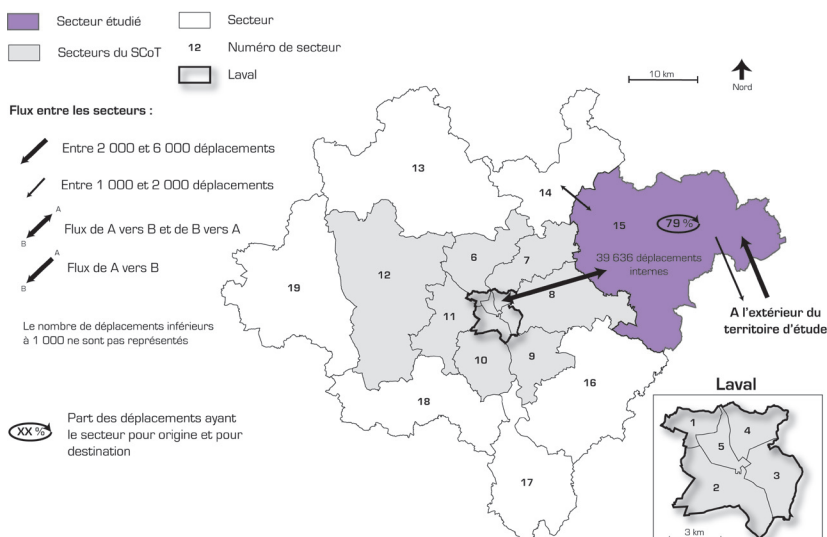 Secteur étudié
Secteur
Secteurs du SCoT
12 Numéro de secteur
Laval
Flux entre les secteurs :
Entre 2 000 et 6 000 déplacements
Entre 1 000 et 2 000 déplacements
A
B
Flux de A vers B et de B vers A
A
B
Flux de A vers B
Le nombre de déplacements inférieurs
à 1 000 ne sont pas représentés
XX %
Part des déplacements ayant
le secteur pour origine et pour
destination
10 km
Nord
13
14
15
79 %
39 636 déplacements
internes
6
7
12
19
8
11
A l'extérieur du
territoire d'étude
10
9
16
18
17
Laval
1
4
5
3
2
3 km